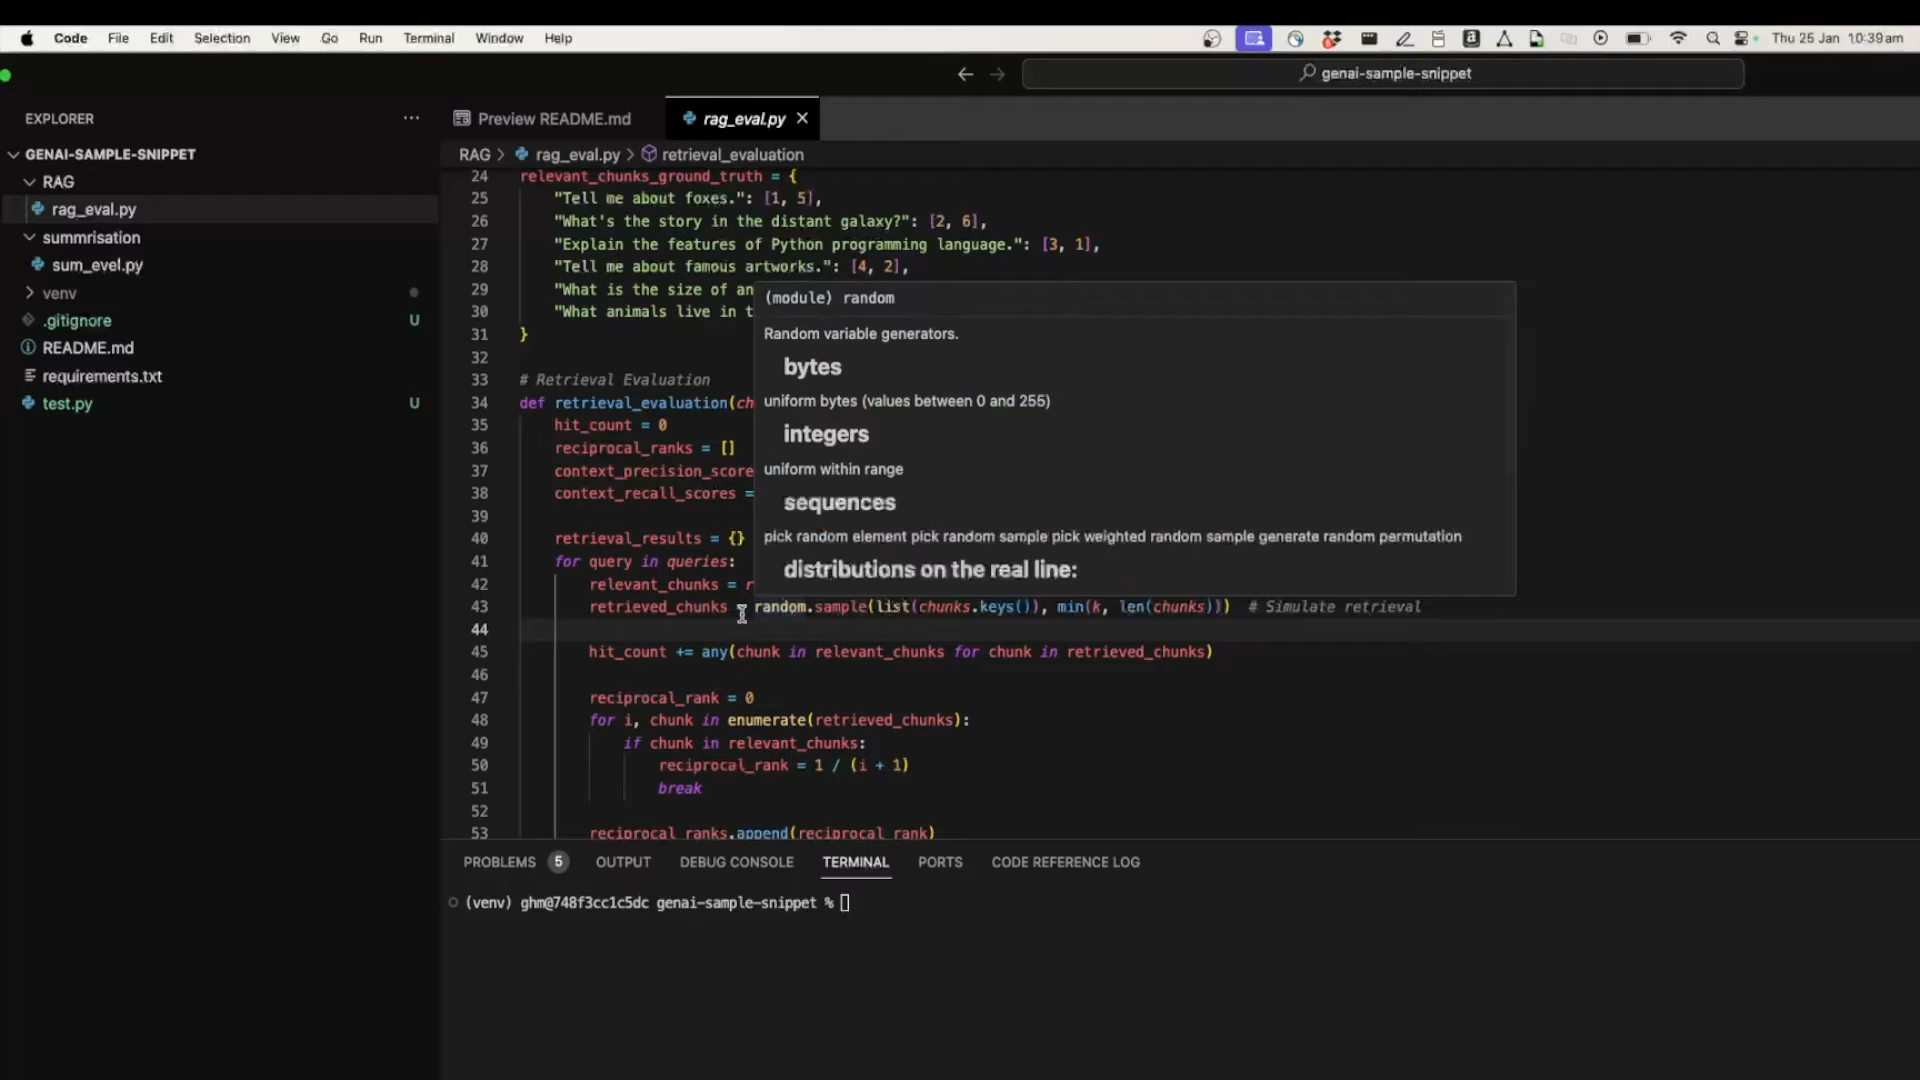 Code File Edit Selection View Go Run Terminal Window Help Thu 25 Jan 10:39am
genai-sample-snippet
EXPLORER
GENAI-SAMPLE-SNIPPET
RAG
rag_eval.py
summrisation
sum_evel.py
venv
.gitignore U
README.md
requirements.txt
test.py U
Preview README.md rag_eval.py
RAG > rag_eval.py > retrieval_evaluation
24 relevant_chunks_ground_truth = {
25 "Tell me about foxes.": [1, 5],
26 "What's the story in the distant galaxy?": [2, 6],
27 "Explain the features of Python programming language.": [3, 1],
28 "Tell me about famous artworks.": [4, 2],
29 "What is the size of an
30 "What animals live in t
31 }
32
33 # Retrieval Evaluation
34 def retrieval_evaluation(ch
35 hit_count = 0
36 reciprocal_ranks = []
37 context_precision_score
38 context_recall_scores =
39
40 retrieval_results = {}
41 for query in queries:
42 relevant_chunks = r
43 retrieved_chunks = random.sample(list(chunks.keys()), min(k, len(chunks))) # Simulate retrieval
44
45 hit_count += any(chunk in relevant_chunks for chunk in retrieved_chunks)
46
47 reciprocal_rank = 0
48 for i, chunk in enumerate(retrieved_chunks):
49 if chunk in relevant_chunks:
50 reciprocal_rank = 1 / (i + 1)
51 break
52
53 reciprocal_ranks.append(reciprocal_rank)
(module) random
Random variable generators.
bytes
uniform bytes (values between 0 and 255)
integers
uniform within range
sequences
pick random element pick random sample pick weighted random sample generate random permutation
distributions on the real line:
PROBLEMS 5 OUTPUT DEBUG CONSOLE TERMINAL PORTS CODE REFERENCE LOG
(venv) ghm@748f3cc1c5dc genai-sample-snippet %